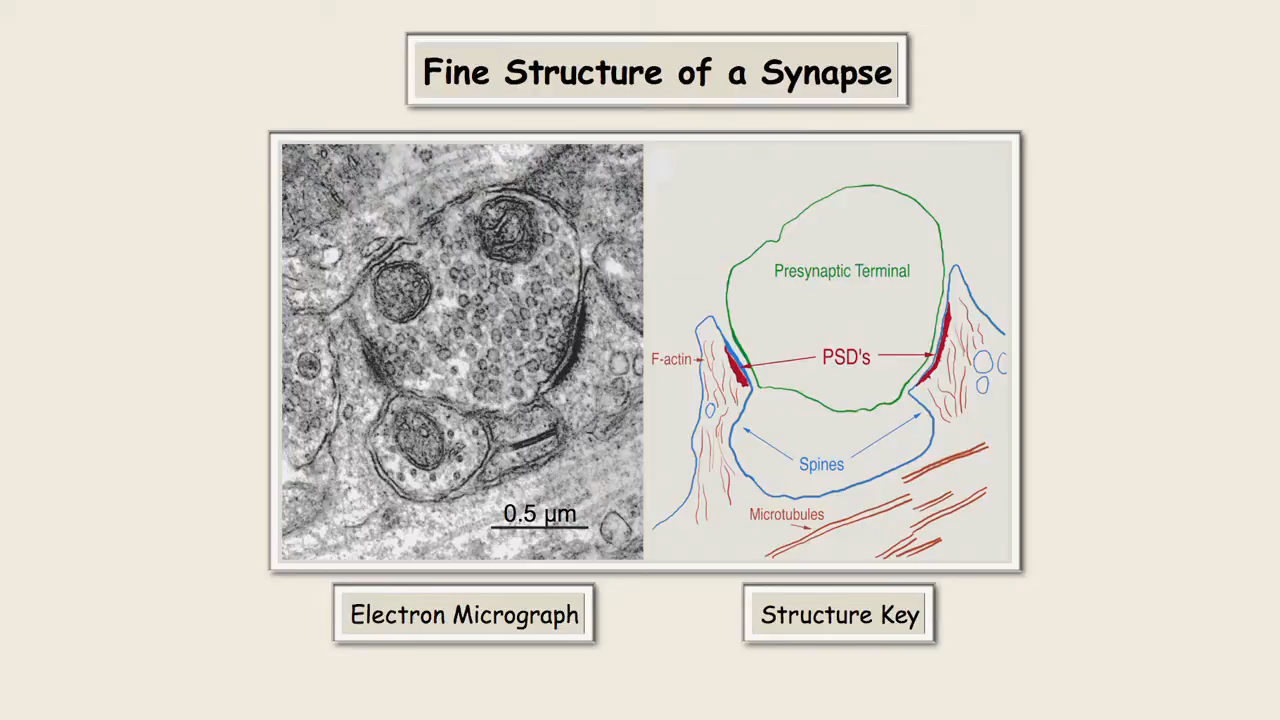 Fine Structure of a Synapse
0.5 µm
Presynaptic Terminal
F-actin
PSD's
Spines
Microtubules
Electron Micrograph
Structure Key